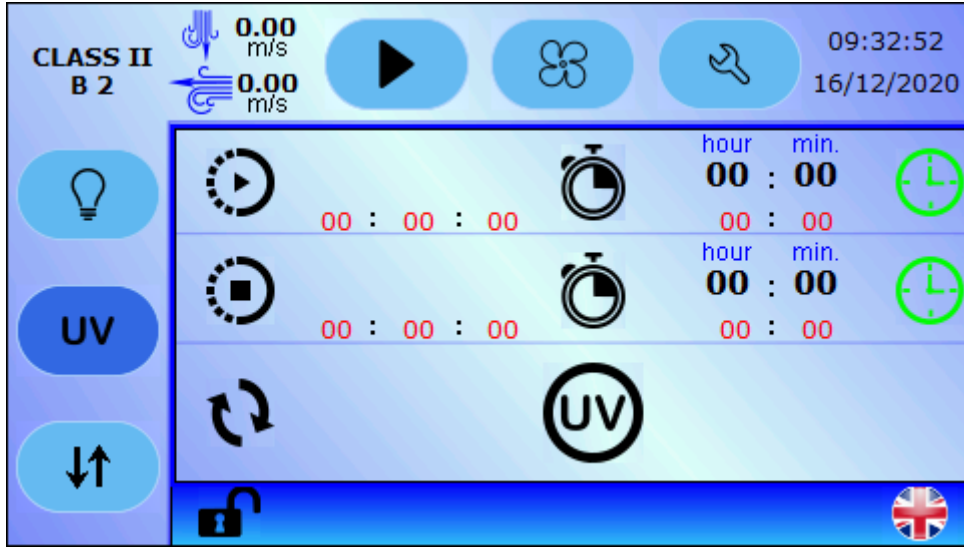 CLASS II
B 2
0.00
m/s
0.00
m/s
09:32:52
16/12/2020
hour min.
00 : 00
00 : 00 : 00
00 : 00
hour min.
00 : 00
00 : 00 : 00
00 : 00
UV
UV